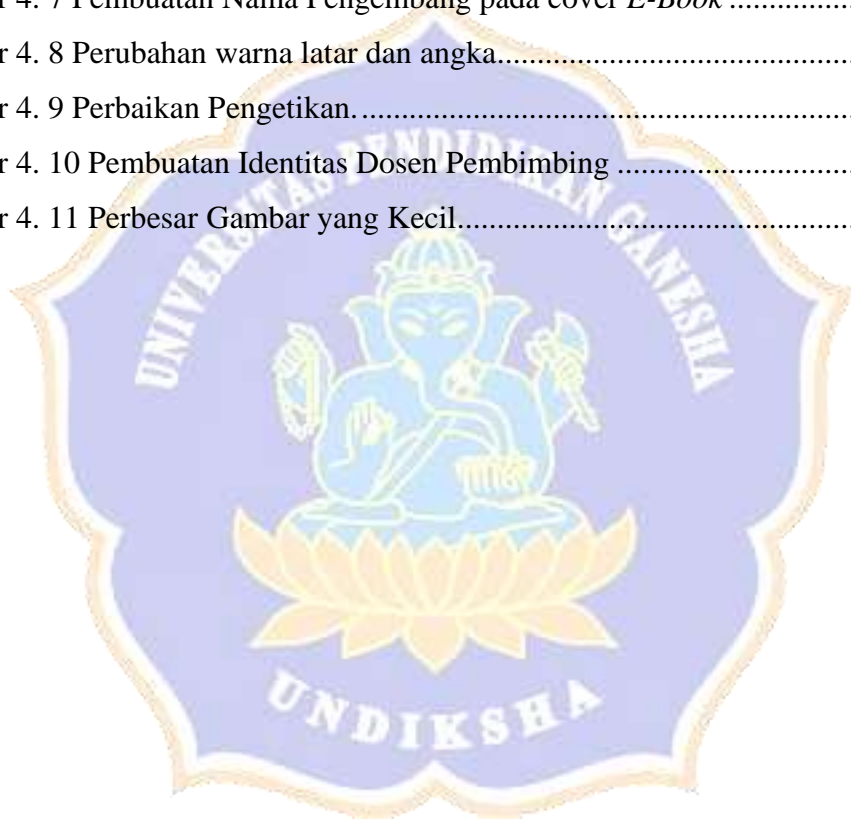 r 4. 7 Pembuatan Nama Pengembang pada cover E-Book ................
r 4. 8 Perubahan warna latar dan angka...........................................
r 4. 9 Perbaikan Pengetikan.............................................................
r 4. 10 Pembuatan Identitas Dosen Pembimbing .............................
r 4. 11 Perbesar Gambar yang Kecil................................................
UNIVERSITAS PENDIDIKAN GANESHA
UNDIKSHA